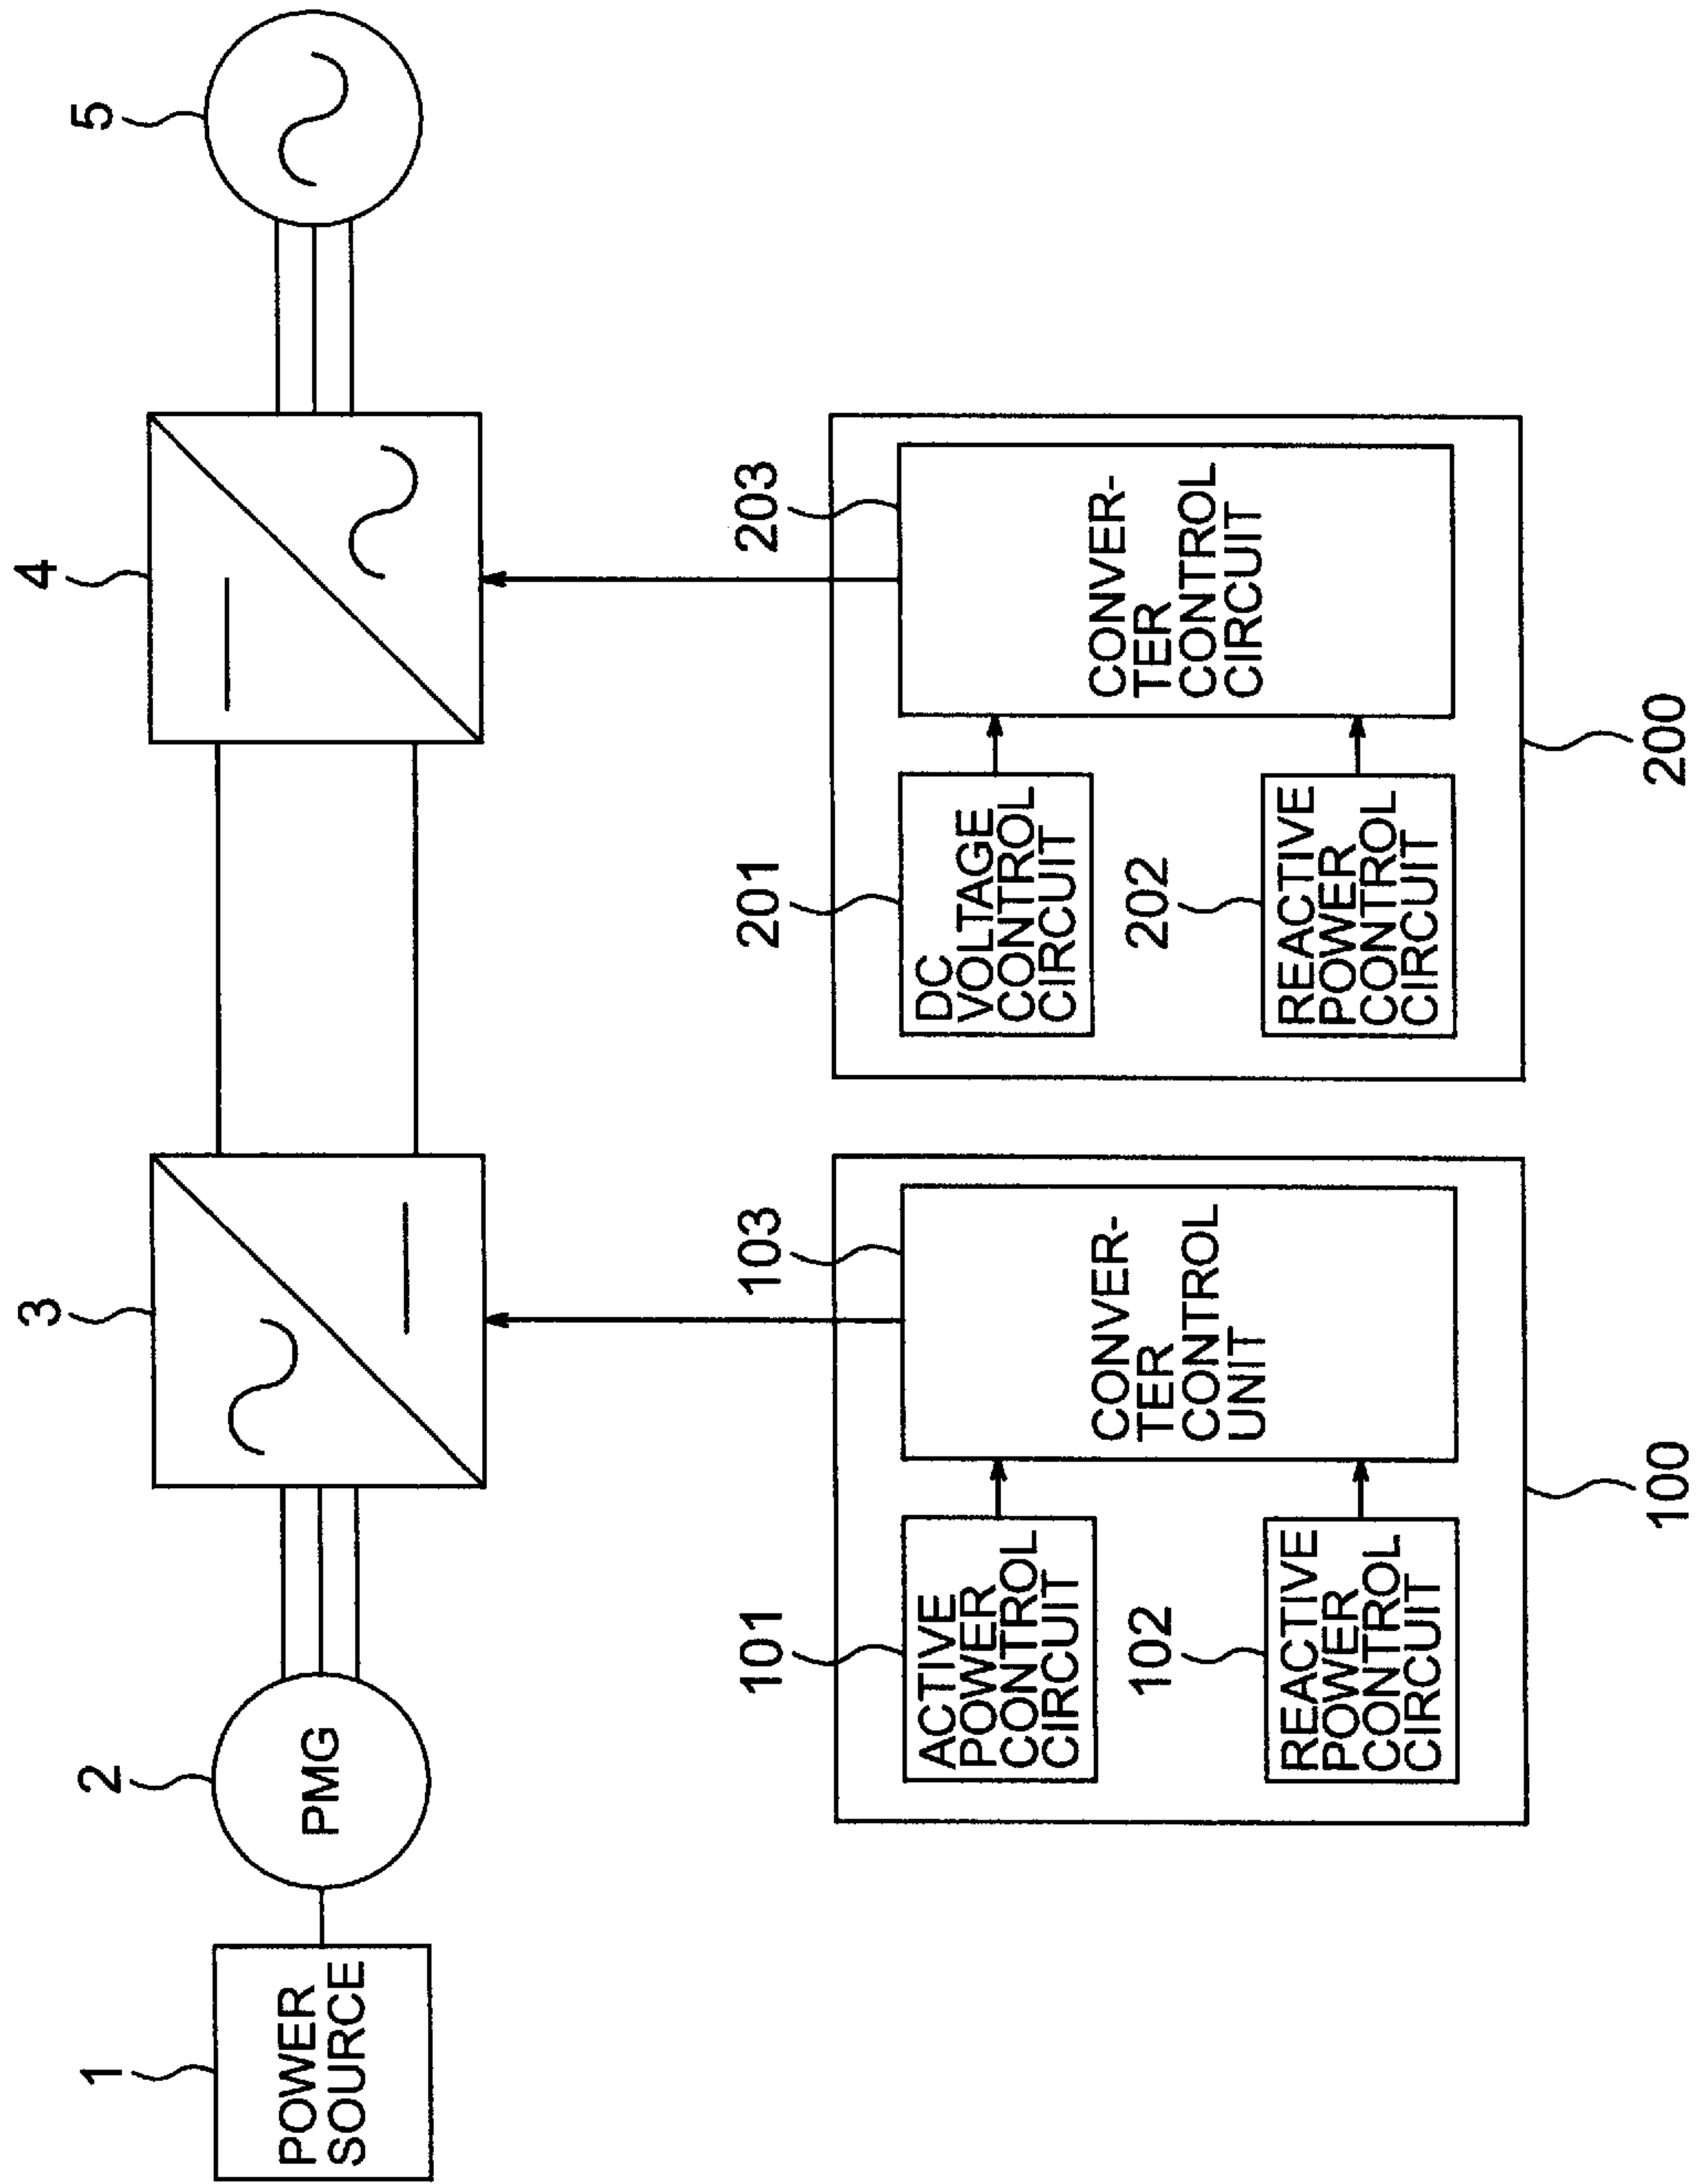 1
POWER
SOURCE
2
PMG
3
4
5
101
ACTIVE
POWER
CONTROL
CIRCUIT
102
REACTIVE
POWER
CONTROL
CIRCUIT
103
CONVER-
TER
CONTROL
UNIT
100
201
DC
VOLTAGE
CONTROL
CIRCUIT
202
REACTIVE
POWER
CONTROL
CIRCUIT
203
CONVER-
TER
CONTROL
CIRCUIT
200